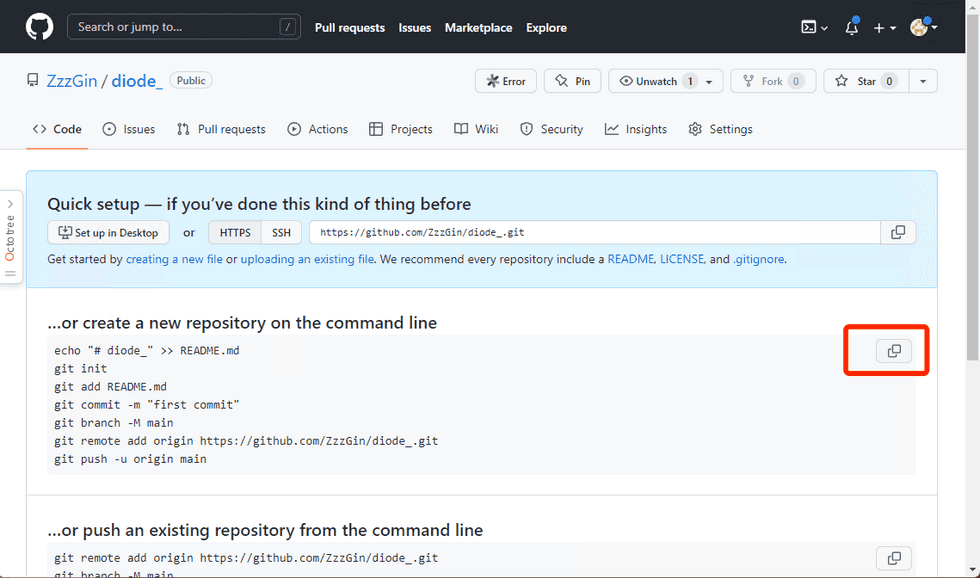 Search or jump to... /
Pull requests Issues Marketplace Explore
ZzzGin / diode_ Public
Error Pin Unwatch 1 Fork 0 Star 0
Code Issues Pull requests Actions Projects Wiki Security Insights Settings
Octotree
Quick setup — if you’ve done this kind of thing before
Set up in Desktop or HTTPS SSH https://github.com/ZzzGin/diode_.git
Get started by creating a new file or uploading an existing file. We recommend every repository include a README, LICENSE, and .gitignore.
…or create a new repository on the command line
echo "# diode_" >> README.md
git init
git add README.md
git commit -m "first commit"
git branch -M main
git remote add origin https://github.com/ZzzGin/diode_.git
git push -u origin main
…or push an existing repository from the command line
git remote add origin https://github.com/ZzzGin/diode_.git
git branch -M main